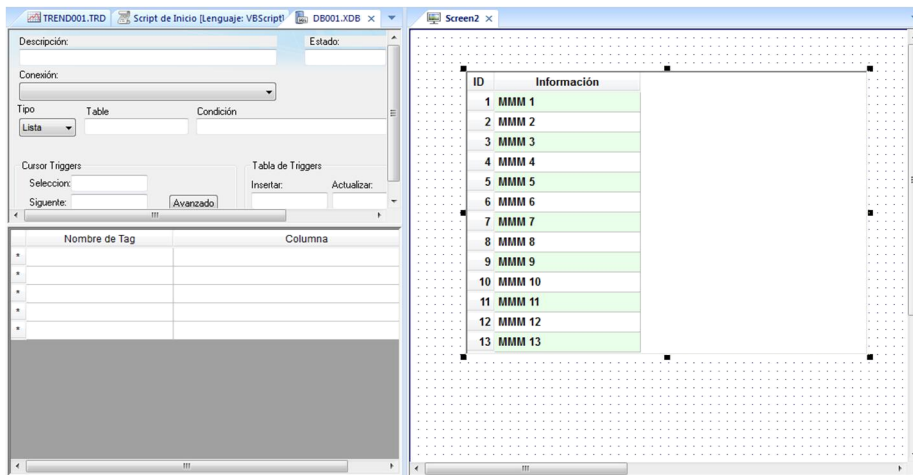 TREND001.TRD Script de Inicio [Lenguaje: VBScript] DB001.XDB
Descripción: Estado:
Conexión:
Tipo Table Condición
Lista
Cursor Triggers Tabla de Triggers
Seleccion: Insertar: Actualizar:
Siguente: Avanzado
Nombre de Tag Columna
*
*
*
*
*
Screen2
ID Información
1 MMM 1
2 MMM 2
3 MMM 3
4 MMM 4
5 MMM 5
6 MMM 6
7 MMM 7
8 MMM 8
9 MMM 9
10 MMM 10
11 MMM 11
12 MMM 12
13 MMM 13